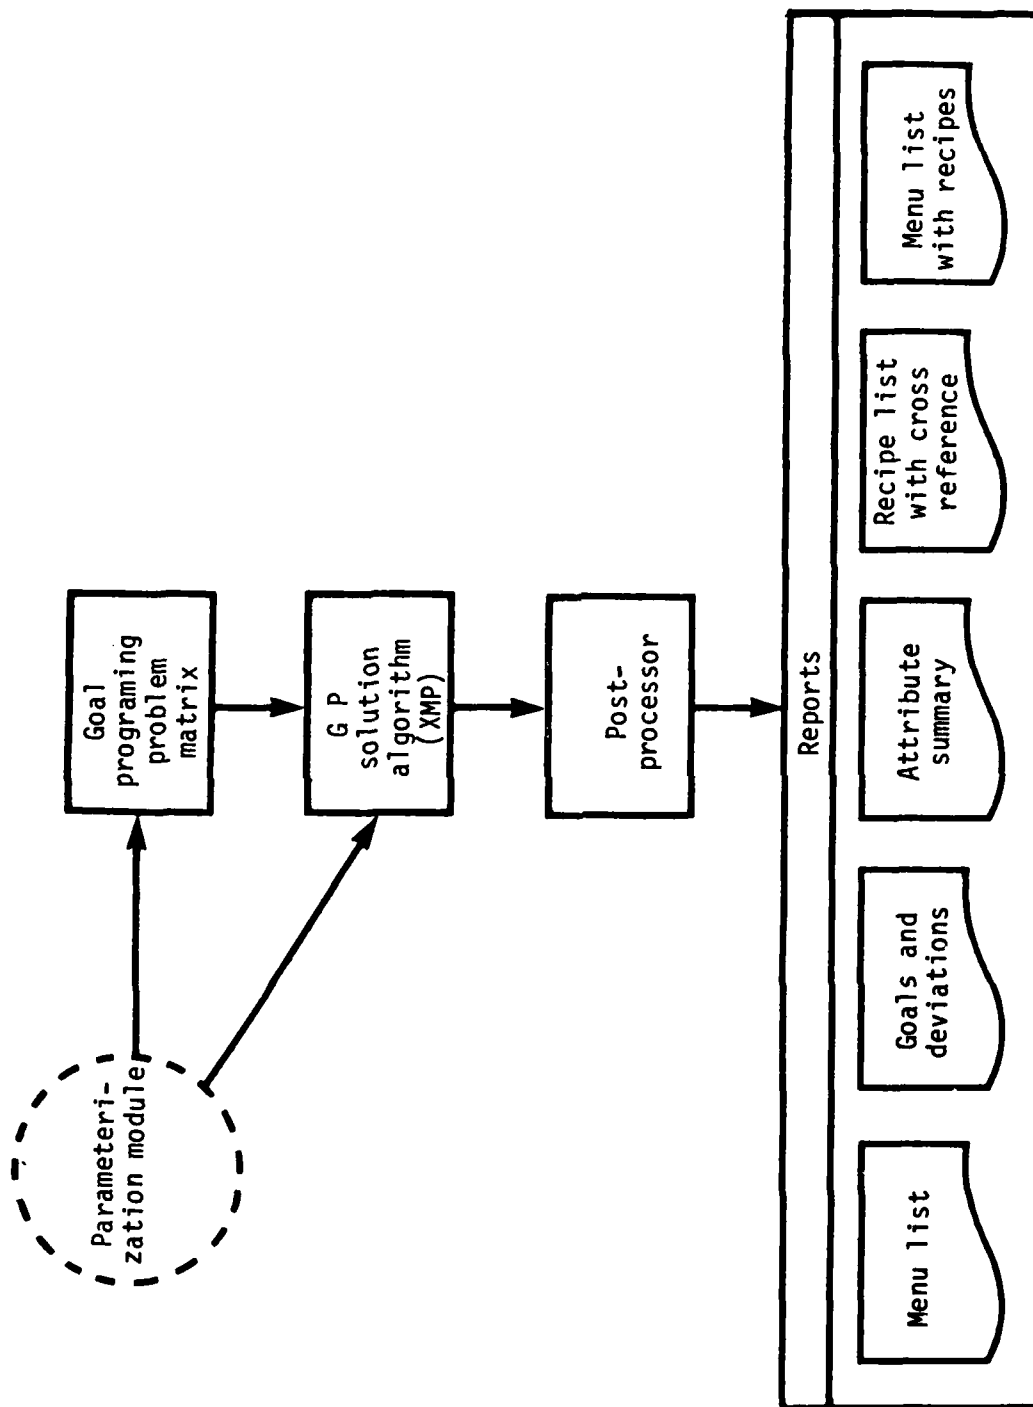 Parameteri-
zation module
Goal
programing
problem
matrix
G P
solution
algorithm
(XMP)
Post-
processor
Reports
Menu list
Goals and
deviations
Attribute
summary
Recipe list
with cross
reference
Menu list
with recipes